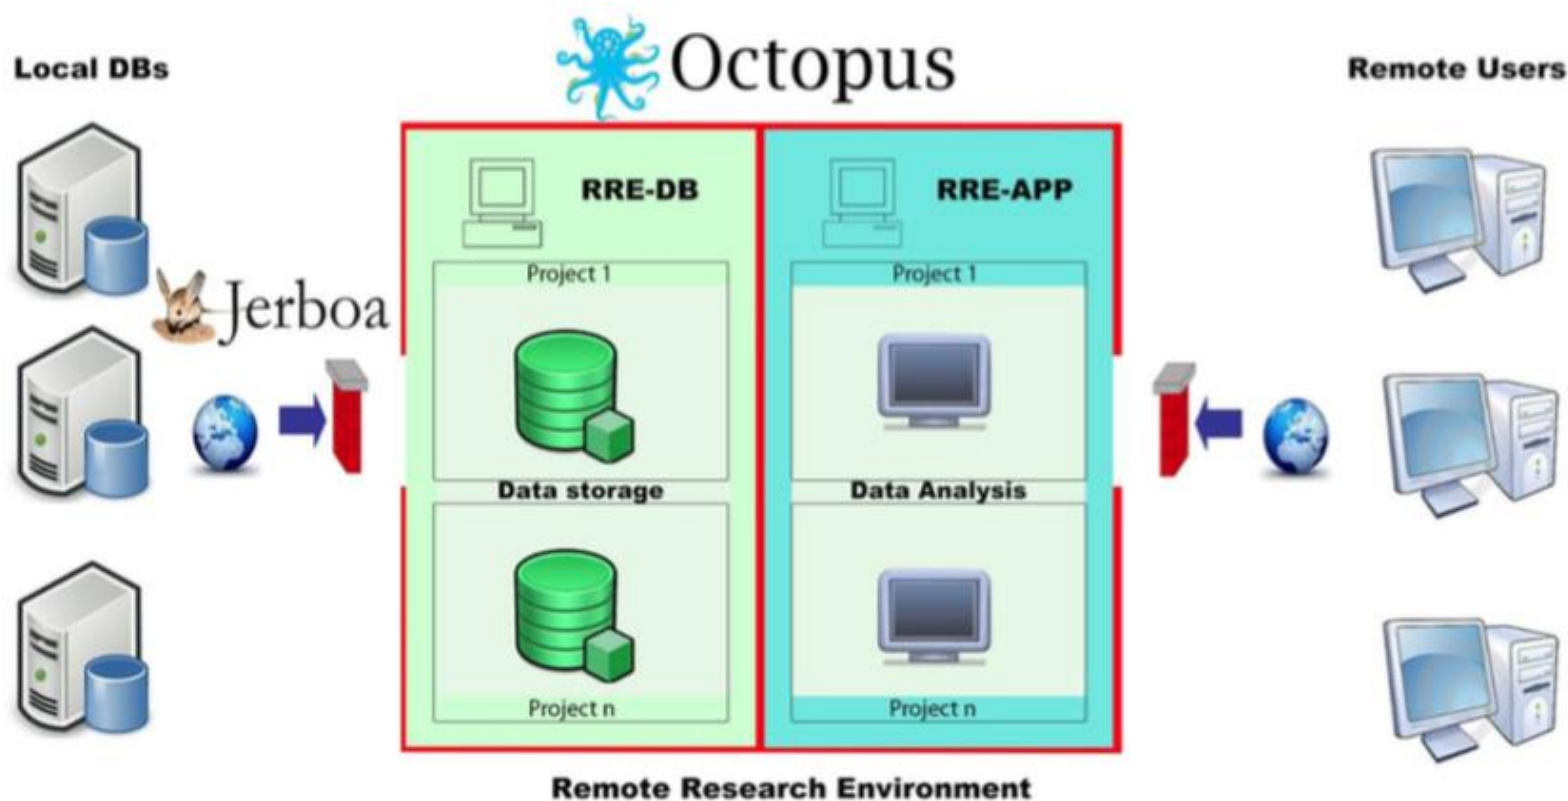 Octopus
Local DBs
Remote Users
RRE-DB
RRE-APP
Project 1
Project 1
Jerboa
Data storage
Data Analysis
Project n
Project n
Remote Research Environment